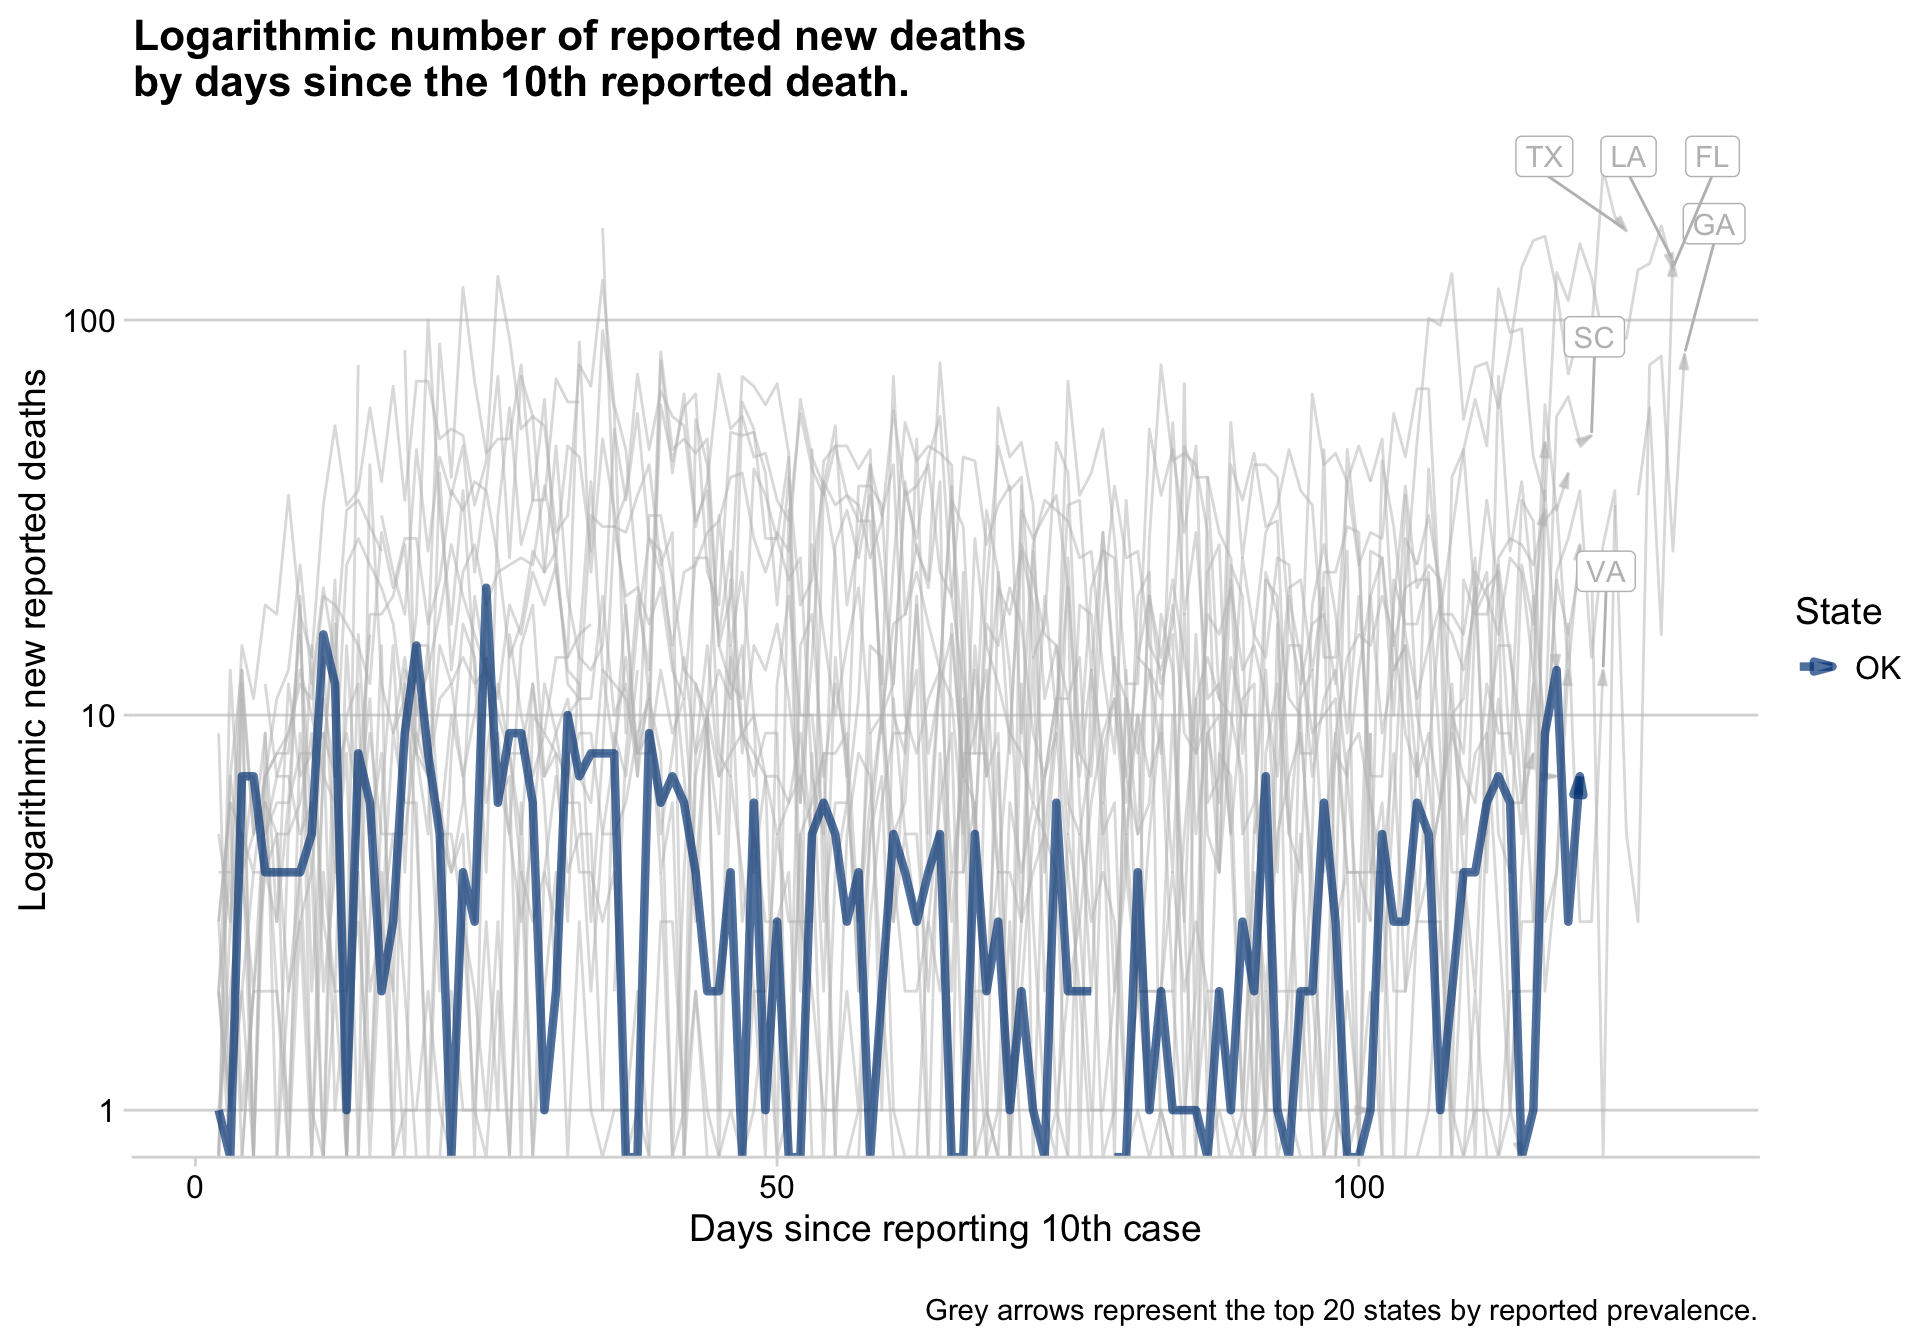 Logarithmic number of reported new deaths
by days since the 10th reported death.
TX LA FL
GA
100
SC
Logarithmic new reported deaths
VA
State
OK
10
1
0 50 100
Days since reporting 10th case
Grey arrows represent the top 20 states by reported prevalence.